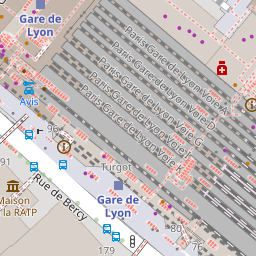 Gare de
Lyon
Paris Gare de Lyon Voie A
Paris Gare de Lyon Voie D
Paris Gare de Lyon Voie G
Paris Gare de Lyon Voie I
Paris Gare de Lyon Voie K
Avis
96
191
Turgot
Maison
la RATP
Rue de Bercy
Gare de
Lyon
179
80
76